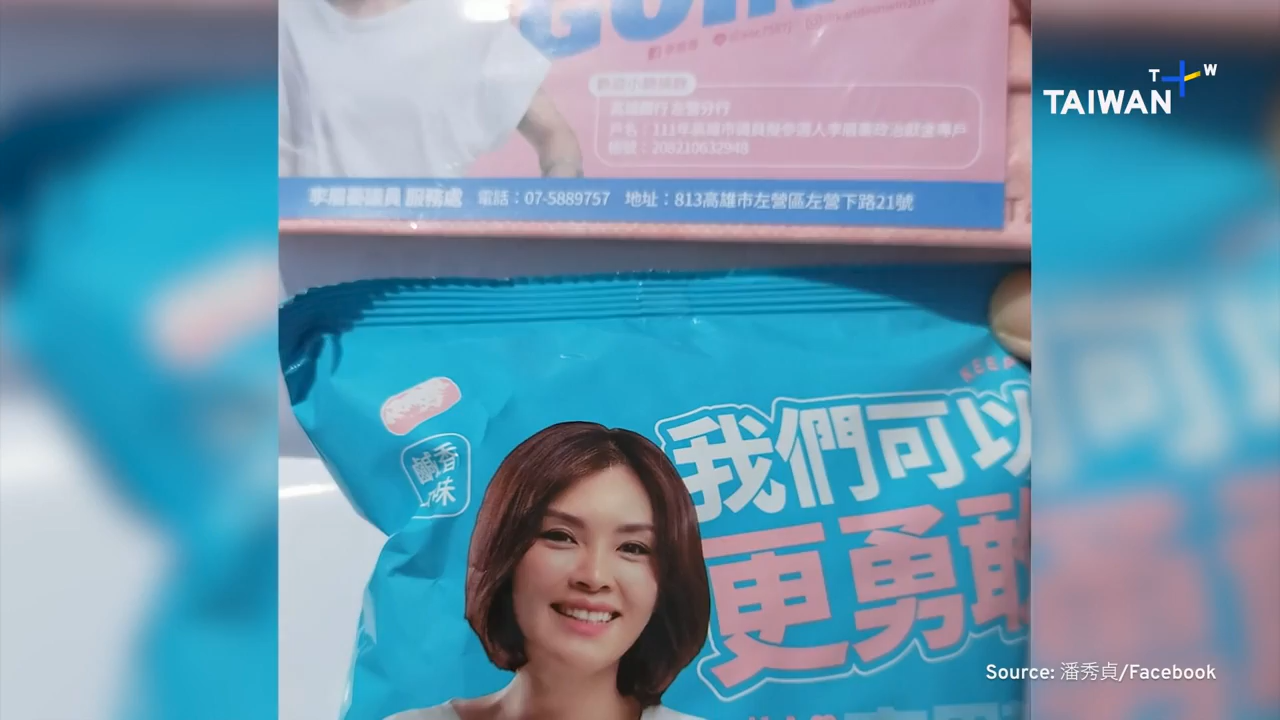 T W
TAIWAN
高雄銀行 左營分行
戶名：111年高雄市議員擬參選人李眉蓁政治獻金專戶
帳號：208210632948
李眉蓁議員 服務處 電話：07-5889757 地址：813高雄市左營區左營下路21號
鹹香
味
我們可以
更勇敢
Source: 潘秀貞/Facebook